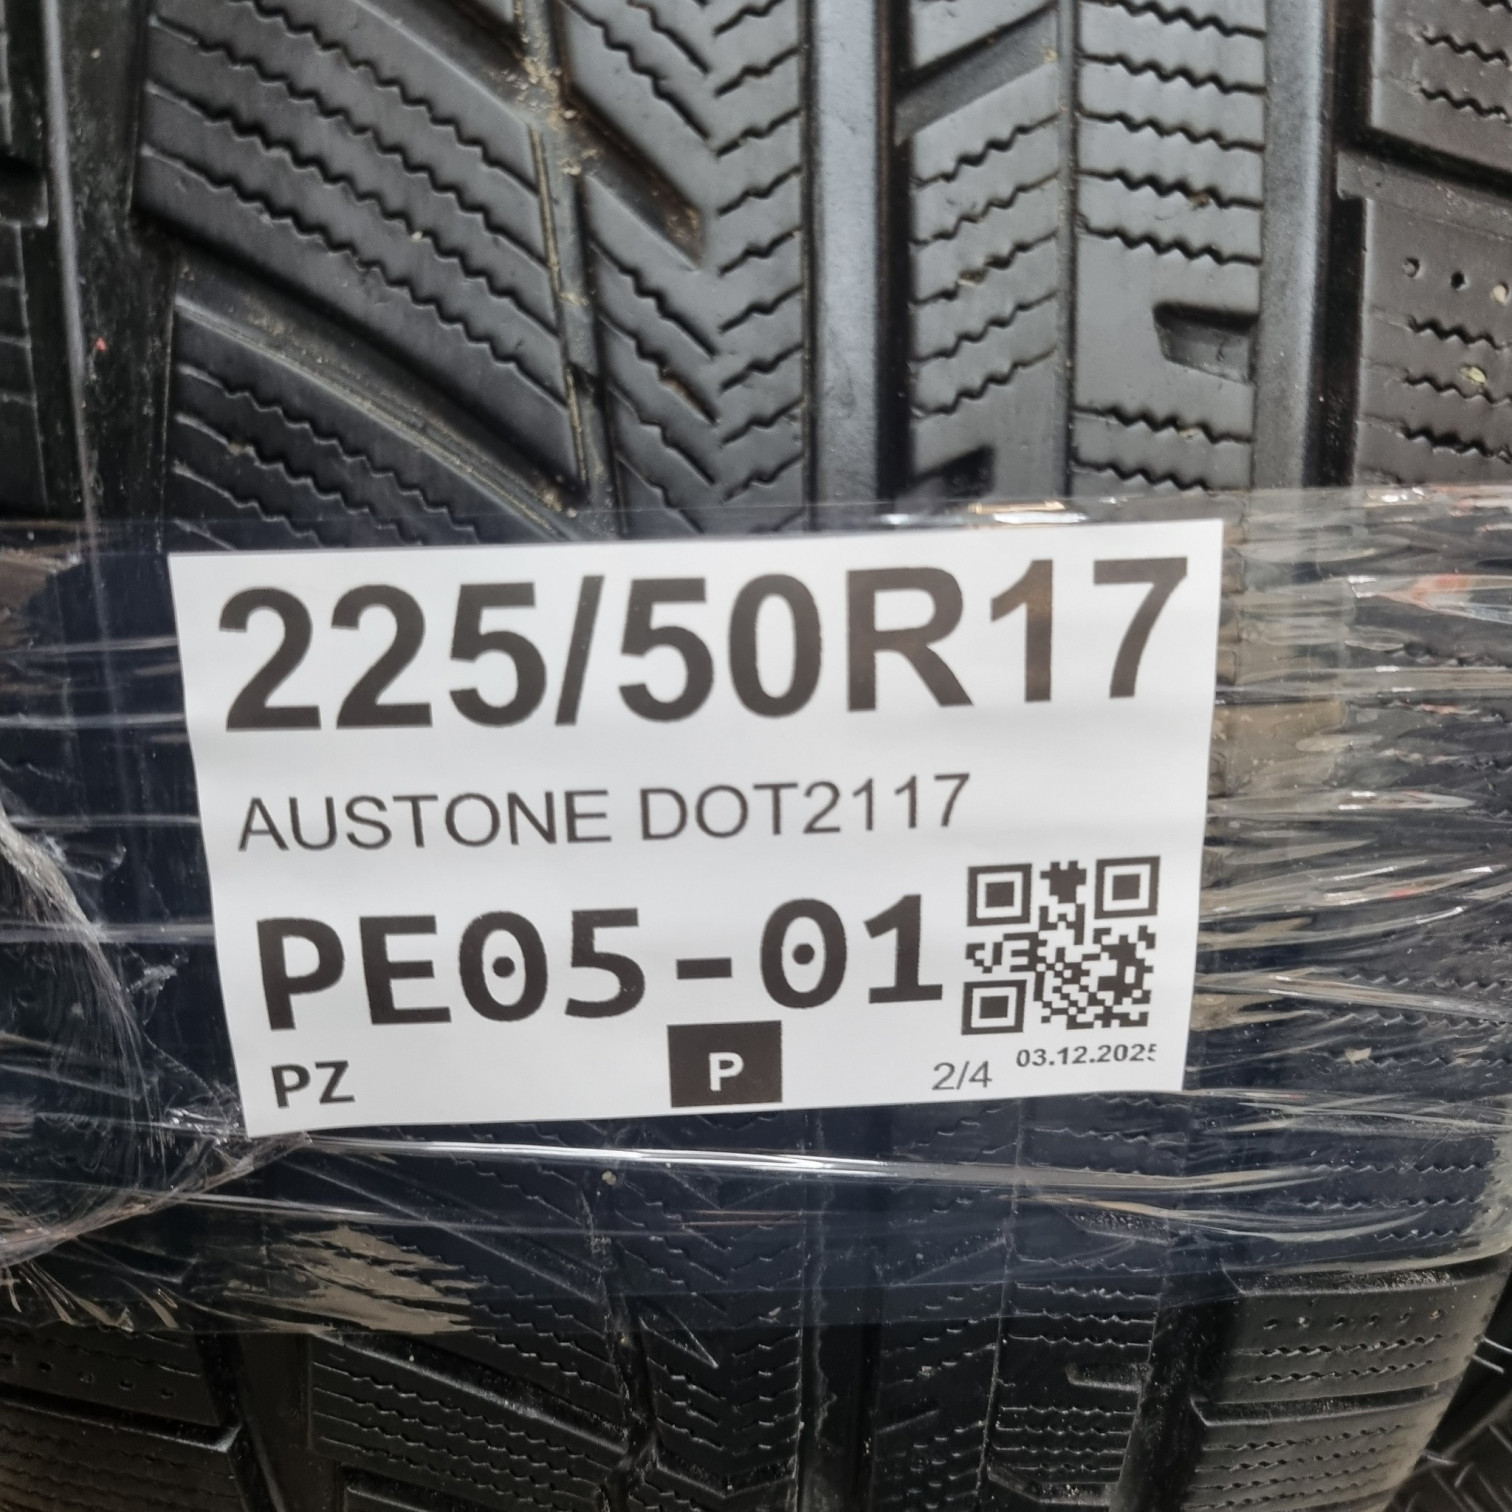 225/50R17
AUSTONE DOT2117
PE05-01
PZ P 2/4 03.12.2025